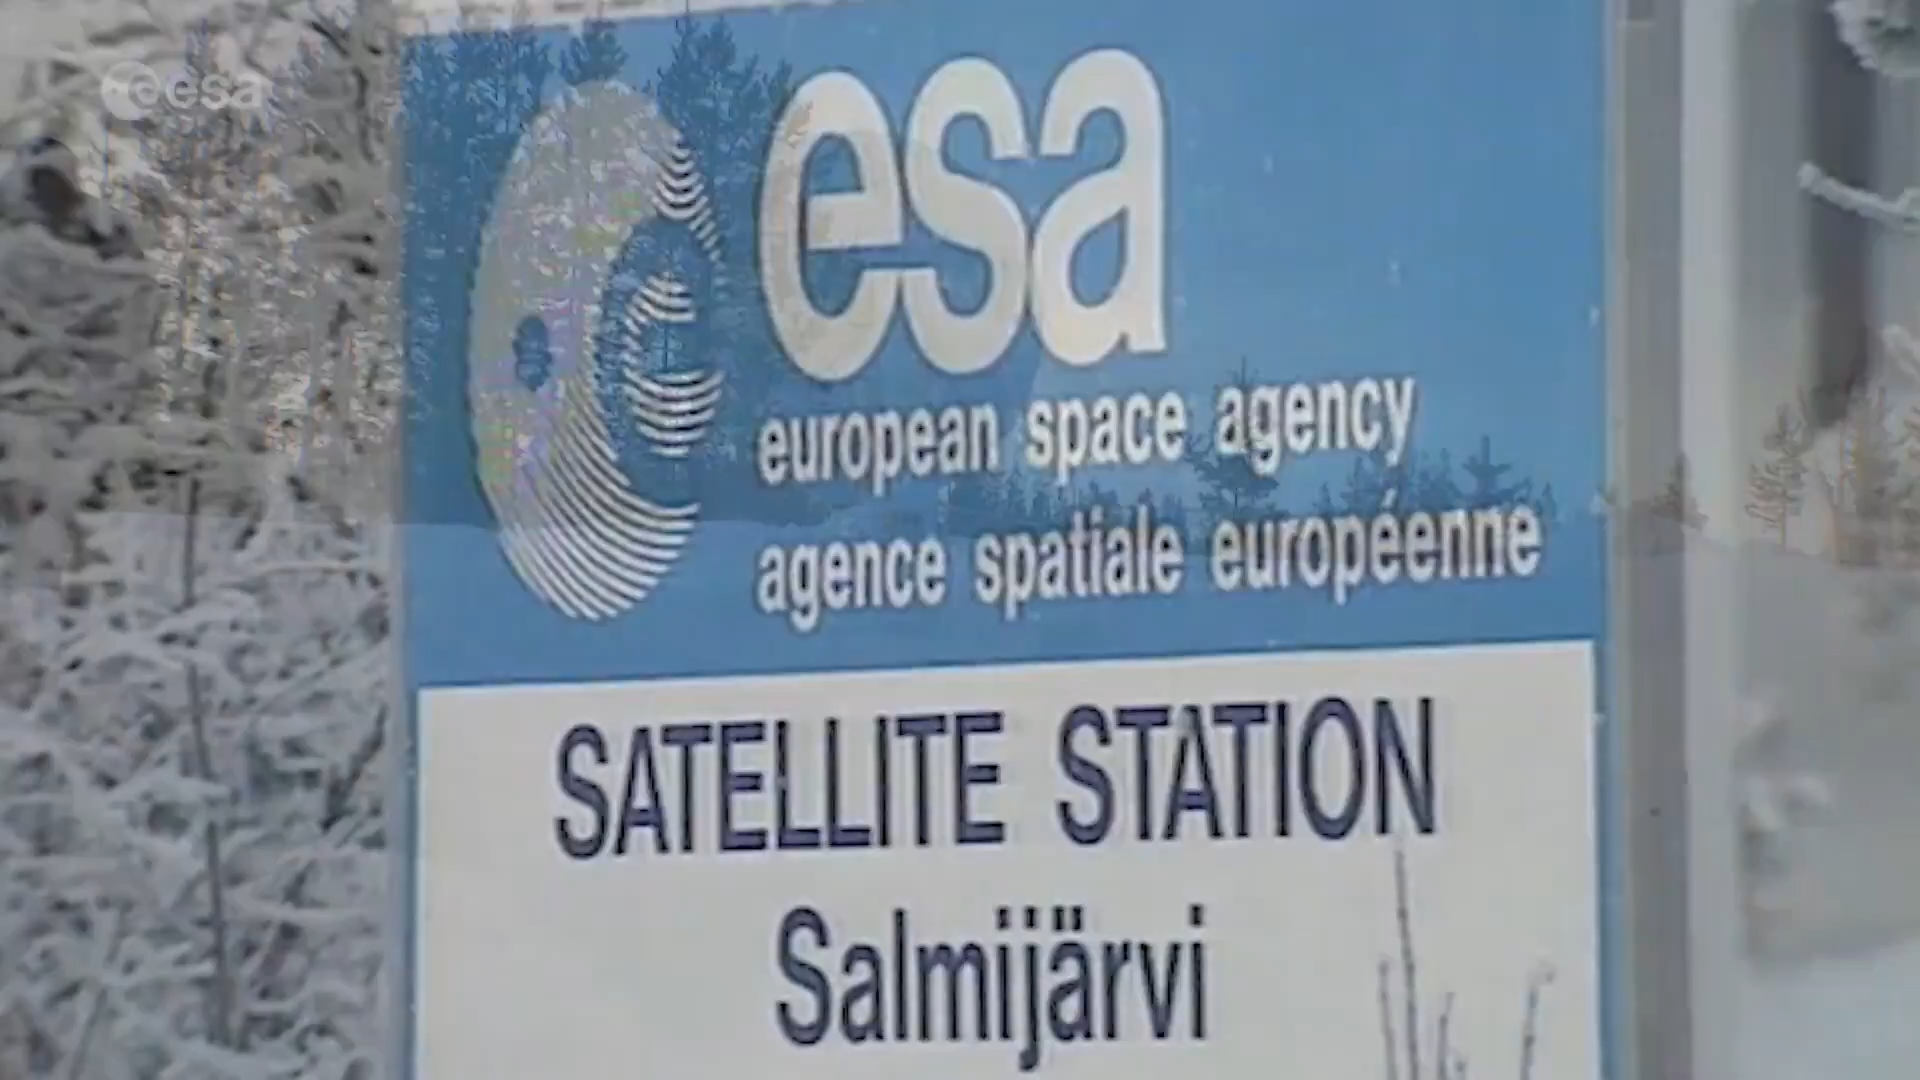 esa
esa
european space agency
agence spatiale européenne
SATELLITE STATION
Salmijärvi